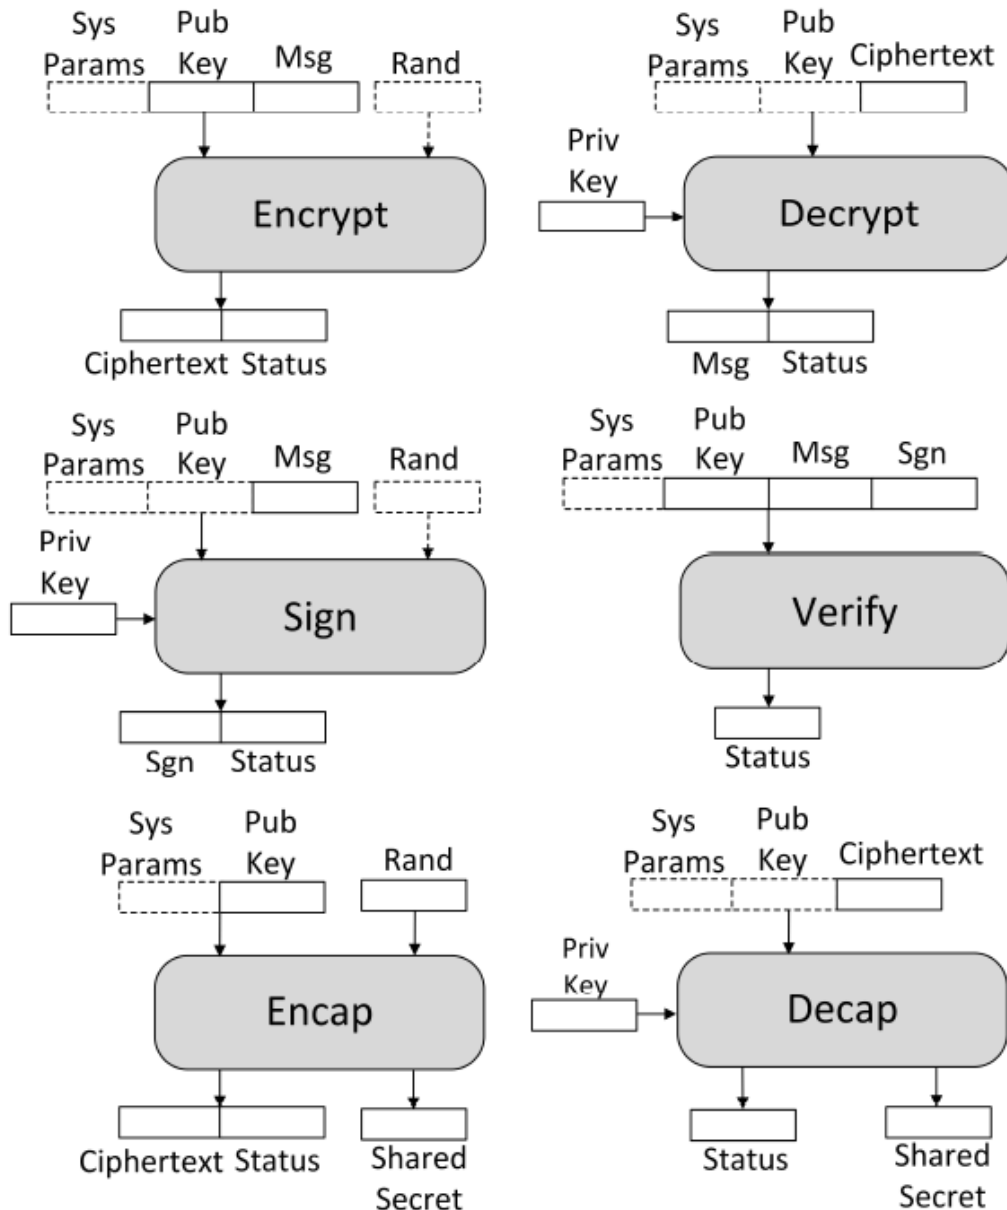 Sys
Params
Pub
Key
Msg
Rand
Encrypt
Ciphertext
Status
Sys
Params
Pub
Key
Ciphertext
Priv
Key
Decrypt
Msg
Status
Sys
Params
Pub
Key
Msg
Rand
Priv
Key
Sign
Sgn
Status
Sys
Params
Pub
Key
Msg
Sgn
Verify
Status
Sys
Params
Pub
Key
Rand
Encap
Ciphertext
Status
Shared
Secret
Sys
Params
Pub
Key
Ciphertext
Priv
Key
Decap
Status
Shared
Secret